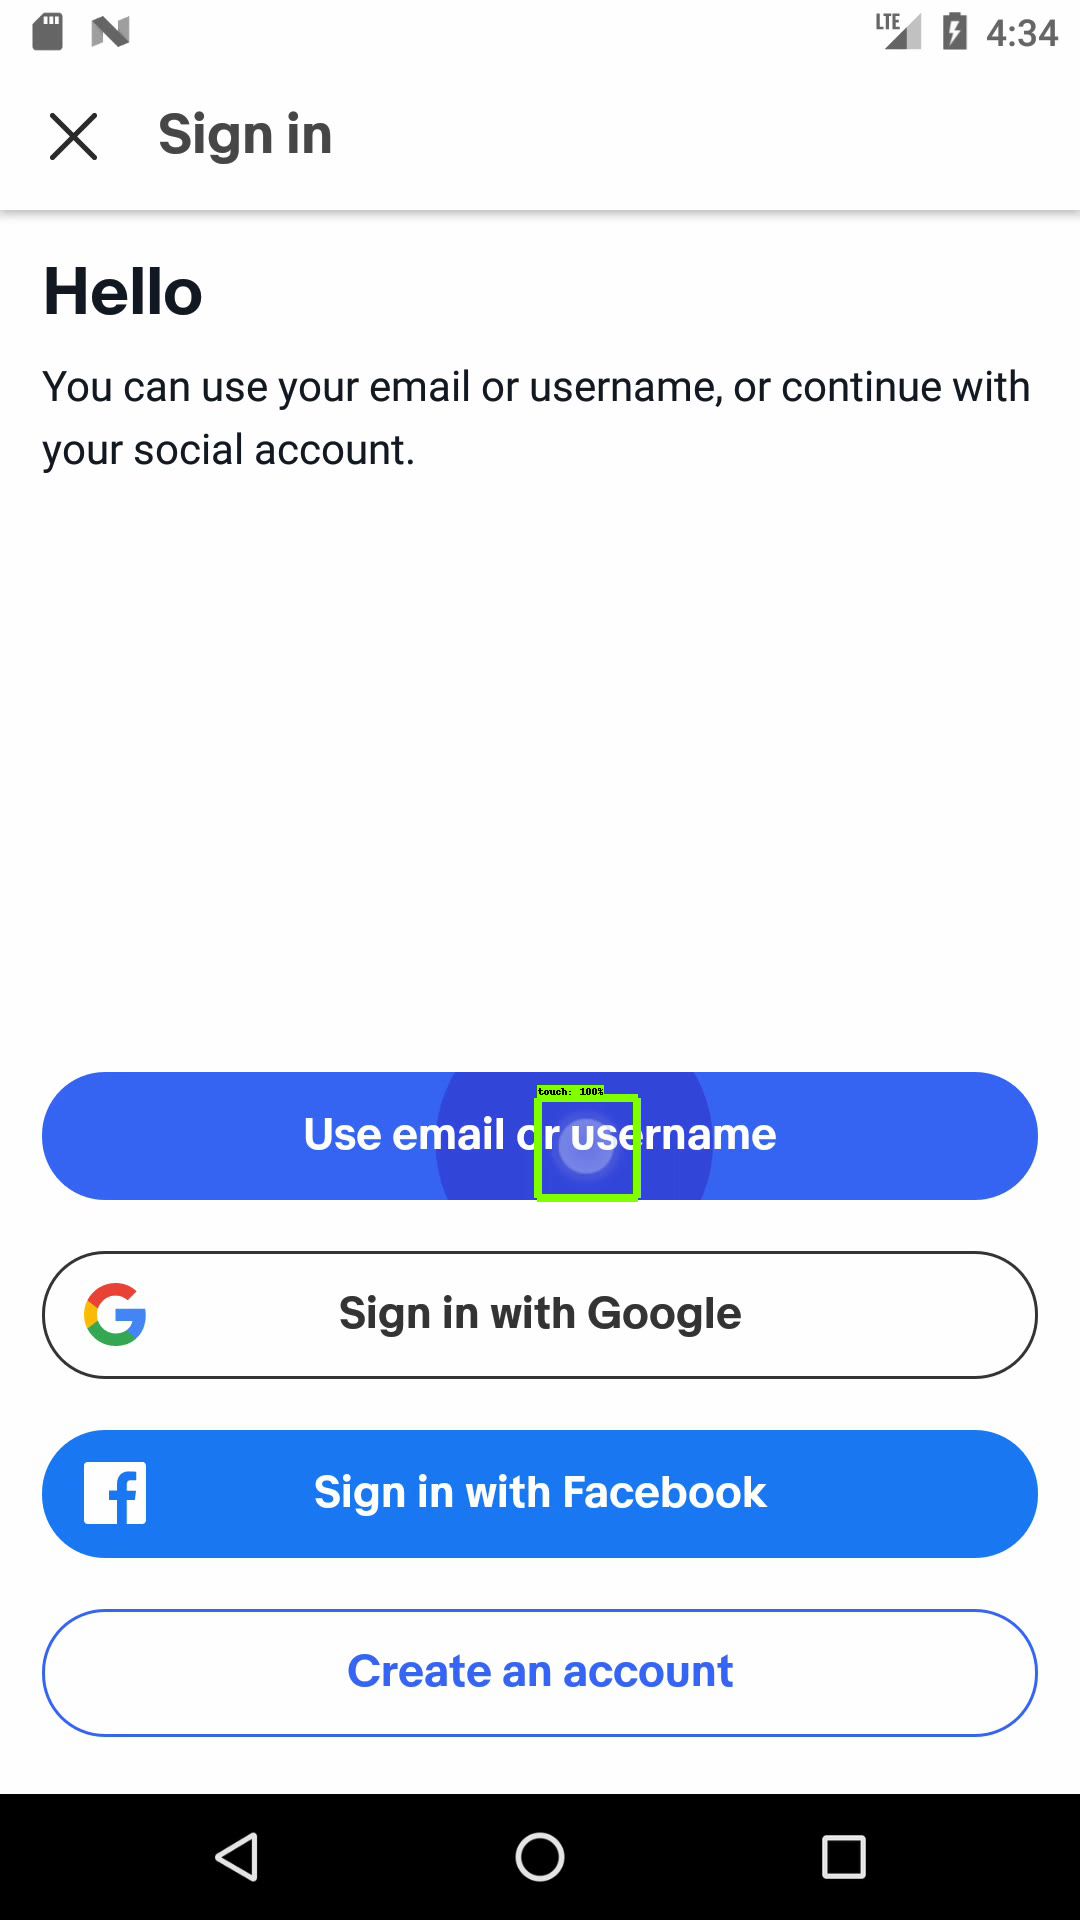 LTE 4:34
Sign in
Hello
You can use your email or username, or continue with
your social account.
touch: 100%
Use email or username
Sign in with Google
Sign in with Facebook
Create an account